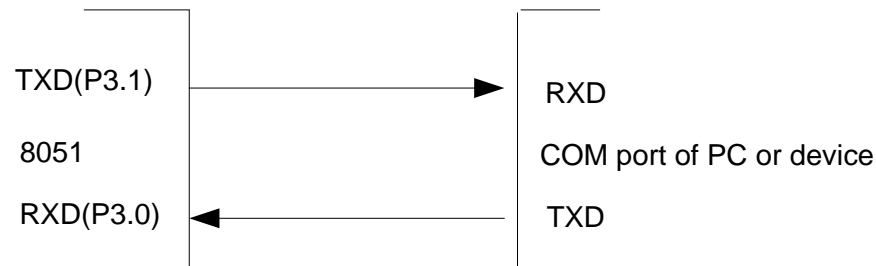 TXD(P3.1)
RXD
8051
COM port of PC or device
RXD(P3.0)
TXD